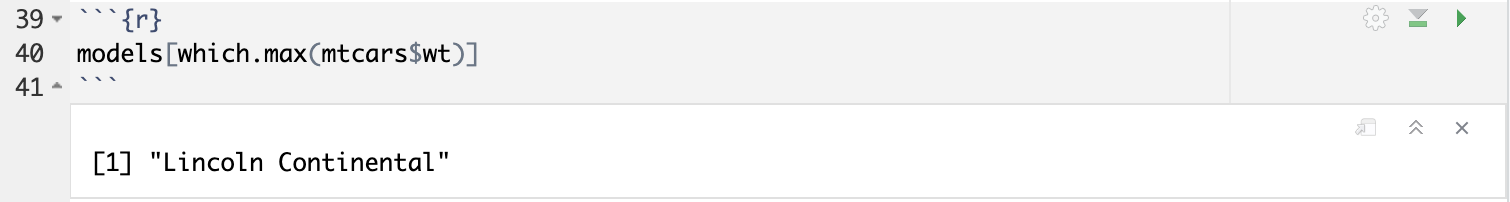 39 ```{r}
40 models[which.max(mtcars$wt)]
41 ```
[1] "Lincoln Continental"